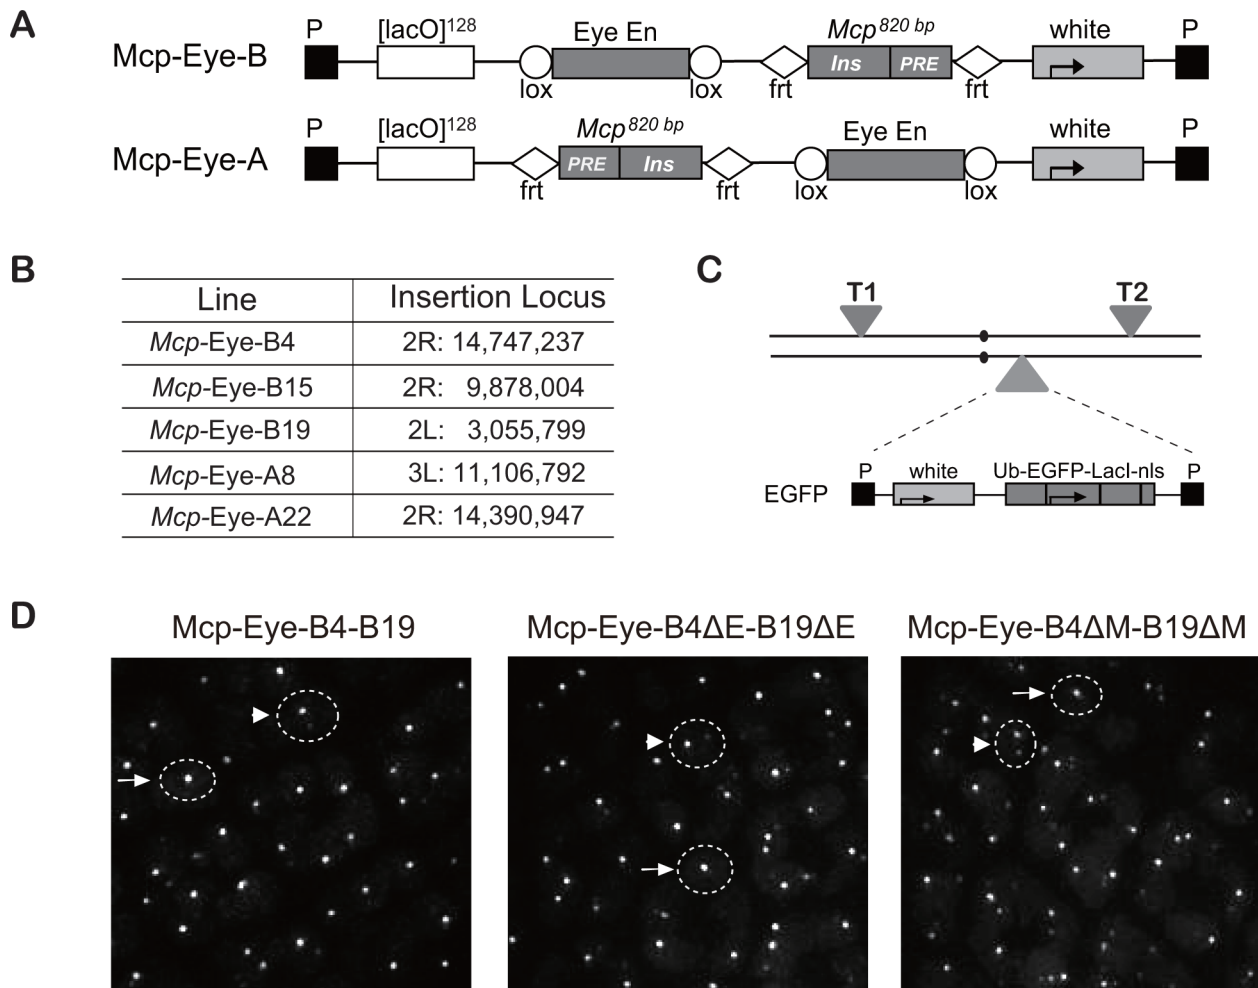 A
Mcp-Eye-B
P [lacO]128 Eye En Mcp820 bp white P
Ins PRE
lox lox frt frt
Mcp-Eye-A
P [lacO]128 Mcp820 bp Eye En white P
PRE Ins
frt frt lox lox
B
Line Insertion Locus
Mcp-Eye-B4 2R: 14,747,237
Mcp-Eye-B15 2R: 9,878,004
Mcp-Eye-B19 2L: 3,055,799
Mcp-Eye-A8 3L: 11,106,792
Mcp-Eye-A22 2R: 14,390,947
C
T1 T2
P white Ub-EGFP-LacI-nls P
EGFP
D
Mcp-Eye-B4-B19 Mcp-Eye-B4ΔE-B19ΔE Mcp-Eye-B4ΔM-B19ΔM